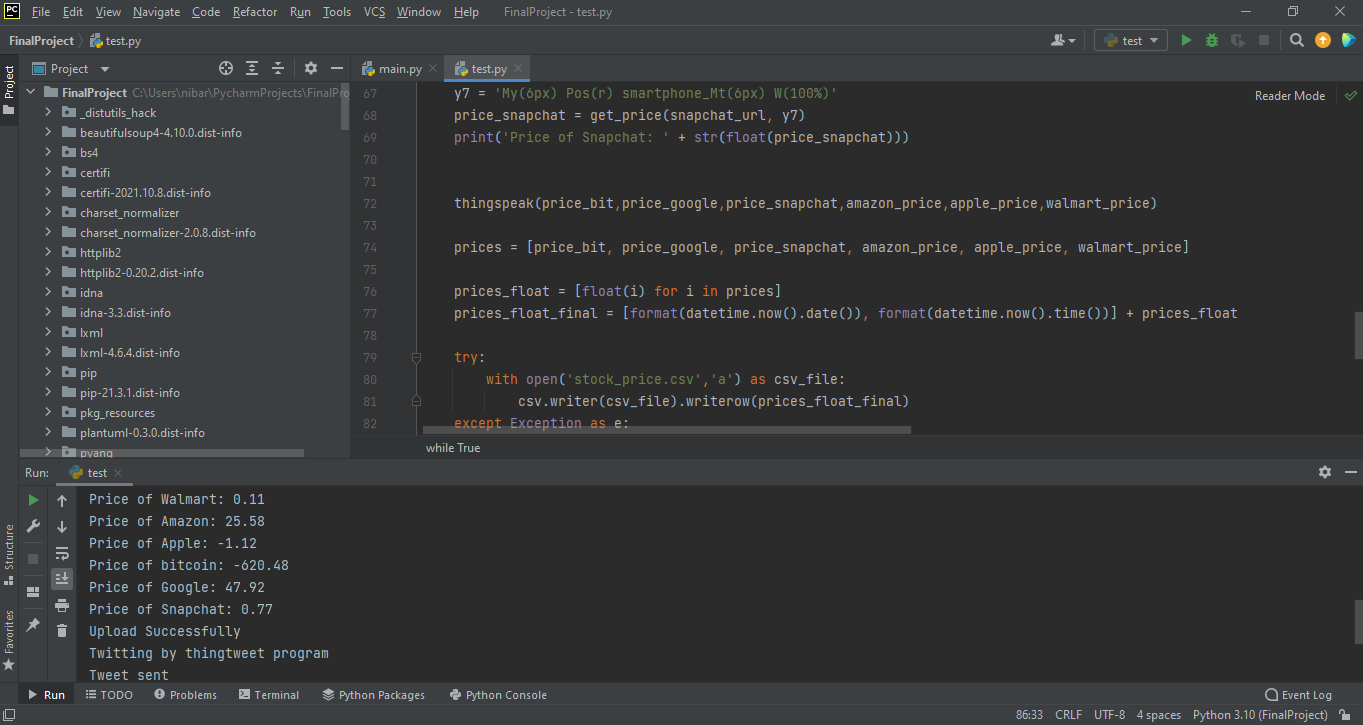 PC File Edit View Navigate Code Refactor Run Tools VCS Window Help FinalProject - test.py
FinalProject test.py
test
Project
Project
main.py test.py
FinalProject C:\Users\nibar\PycharmProjects\FinalPro
_distutils_hack
beautifulsoup4-4.10.0.dist-info
bs4
certifi
certifi-2021.10.8.dist-info
charset_normalizer
charset_normalizer-2.0.8.dist-info
httplib2
httplib2-0.20.2.dist-info
idna
idna-3.3.dist-info
lxml
lxml-4.6.4.dist-info
pip
pip-21.3.1.dist-info
pkg_resources
plantuml-0.3.0.dist-info
pyang
Reader Mode
67 y7 = 'My(6px) Pos(r) smartphone_Mt(6px) W(100%)'
68 price_snapchat = get_price(snapchat_url, y7)
69 print('Price of Snapchat: ' + str(float(price_snapchat)))
70
71
72 thingspeak(price_bit,price_google,price_snapchat,amazon_price,apple_price,walmart_price)
73
74 prices = [price_bit, price_google, price_snapchat, amazon_price, apple_price, walmart_price]
75
76 prices_float = [float(i) for i in prices]
77 prices_float_final = [format(datetime.now().date()), format(datetime.now().time())] + prices_float
78
79 try:
80 with open('stock_price.csv','a') as csv_file:
81 csv.writer(csv_file).writerow(prices_float_final)
82 except Exception as e:
while True
Run: test
Price of Walmart: 0.11
Price of Amazon: 25.58
Price of Apple: -1.12
Price of bitcoin: -620.48
Price of Google: 47.92
Price of Snapchat: 0.77
Upload Successfully
Twitting by thingtweet program
Tweet sent
Structure
Favorites
Run TODO Problems Terminal Python Packages Python Console Event Log
86:33 CRLF UTF-8 4 spaces Python 3.10 (FinalProject)